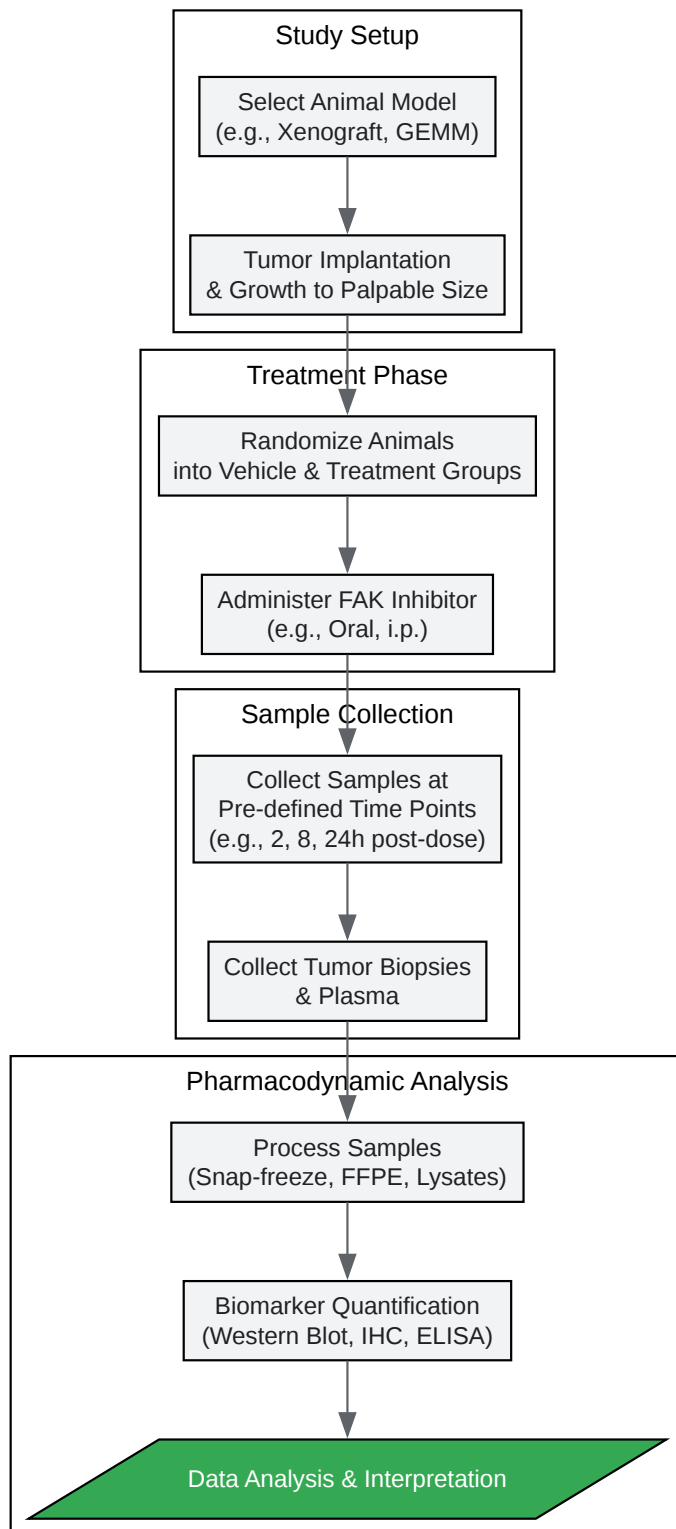 Study Setup
Select Animal Model
(e.g., Xenograft, GEMM)
Tumor Implantation
& Growth to Palpable Size
Treatment Phase
Randomize Animals
into Vehicle & Treatment Groups
Administer FAK Inhibitor
(e.g., Oral, i.p.)
Sample Collection
Collect Samples at
Pre-defined Time Points
(e.g., 2, 8, 24h post-dose)
Collect Tumor Biopsies
& Plasma
Pharmacodynamic Analysis
Process Samples
(Snap-freeze, FFPE, Lysates)
Biomarker Quantification
(Western Blot, IHC, ELISA)
Data Analysis & Interpretation